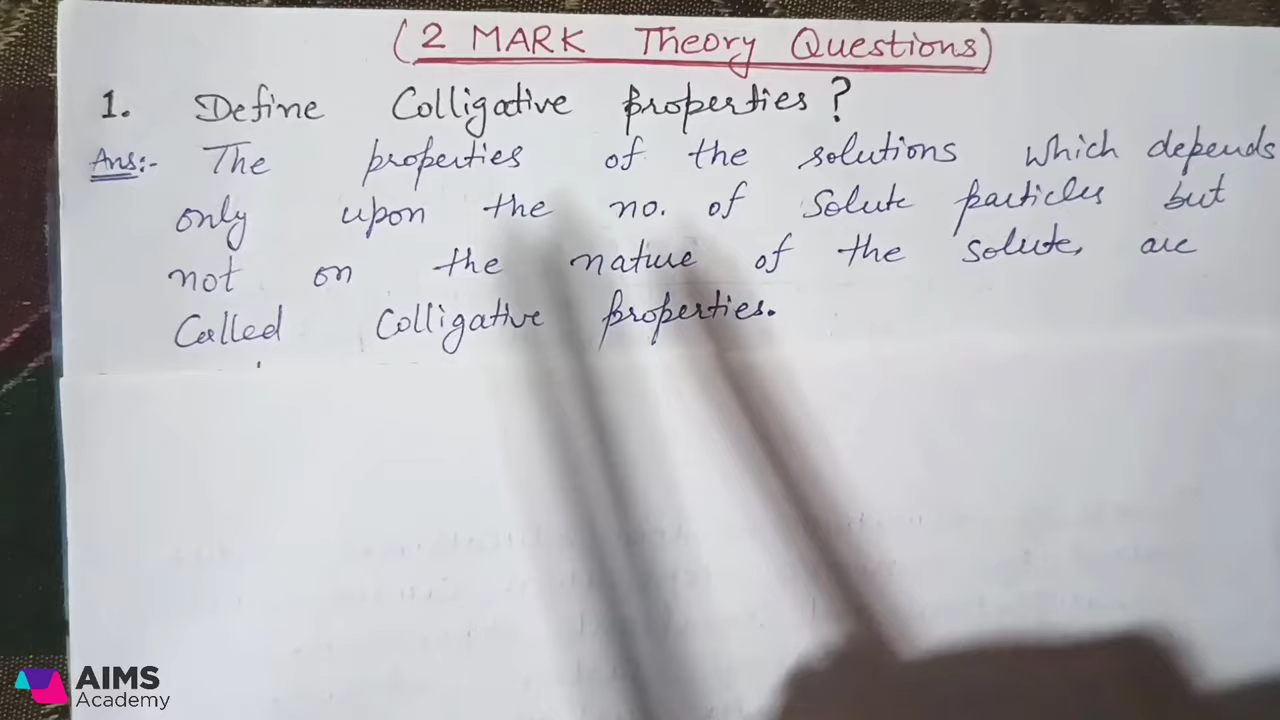 (2 MARK Theory Questions)
1. Define Colligative properties?
Ans:- The properties of the solutions which depends
only upon the no. of Solute particles but
not on the nature of the solute, are
Called Colligative properties.
AIMS
Academy